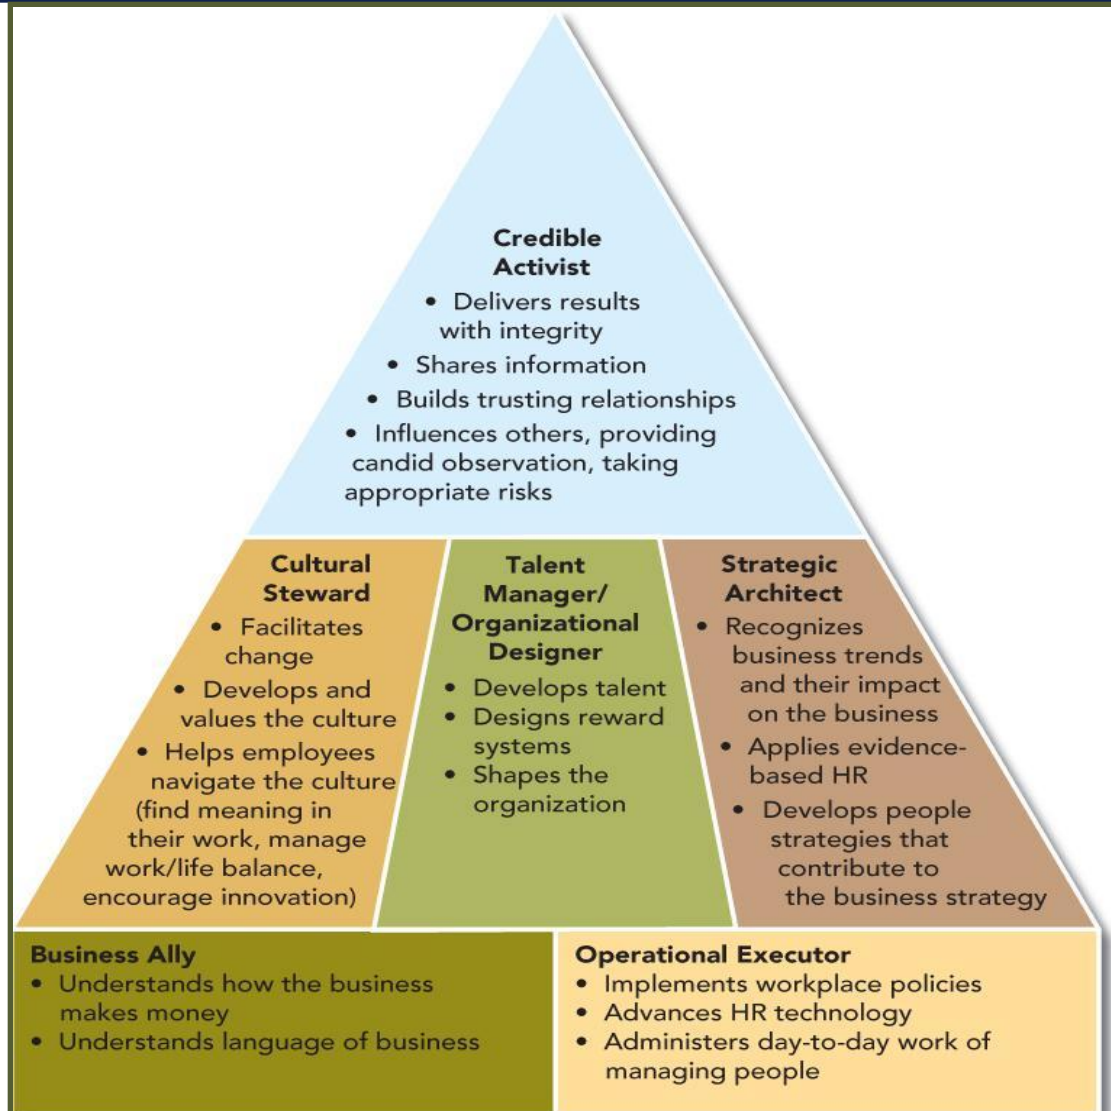 Credible
Activist
• Delivers results
with integrity
• Shares information
• Builds trusting relationships
• Influences others, providing
candid observation, taking
appropriate risks
Cultural
Steward
• Facilitates
change
• Develops and
values the culture
• Helps employees
navigate the culture
(find meaning in
their work, manage
work/life balance,
encourage innovation)
Talent
Manager/
Organizational
Designer
• Develops talent
• Designs reward
systems
• Shapes the
organization
Strategic
Architect
• Recognizes
business trends
and their impact
on the business
• Applies evidence-
based HR
• Develops people
strategies that
contribute to
the business strategy
Business Ally
• Understands how the business
makes money
• Understands language of business
Operational Executor
• Implements workplace policies
• Advances HR technology
• Administers day-to-day work of
managing people